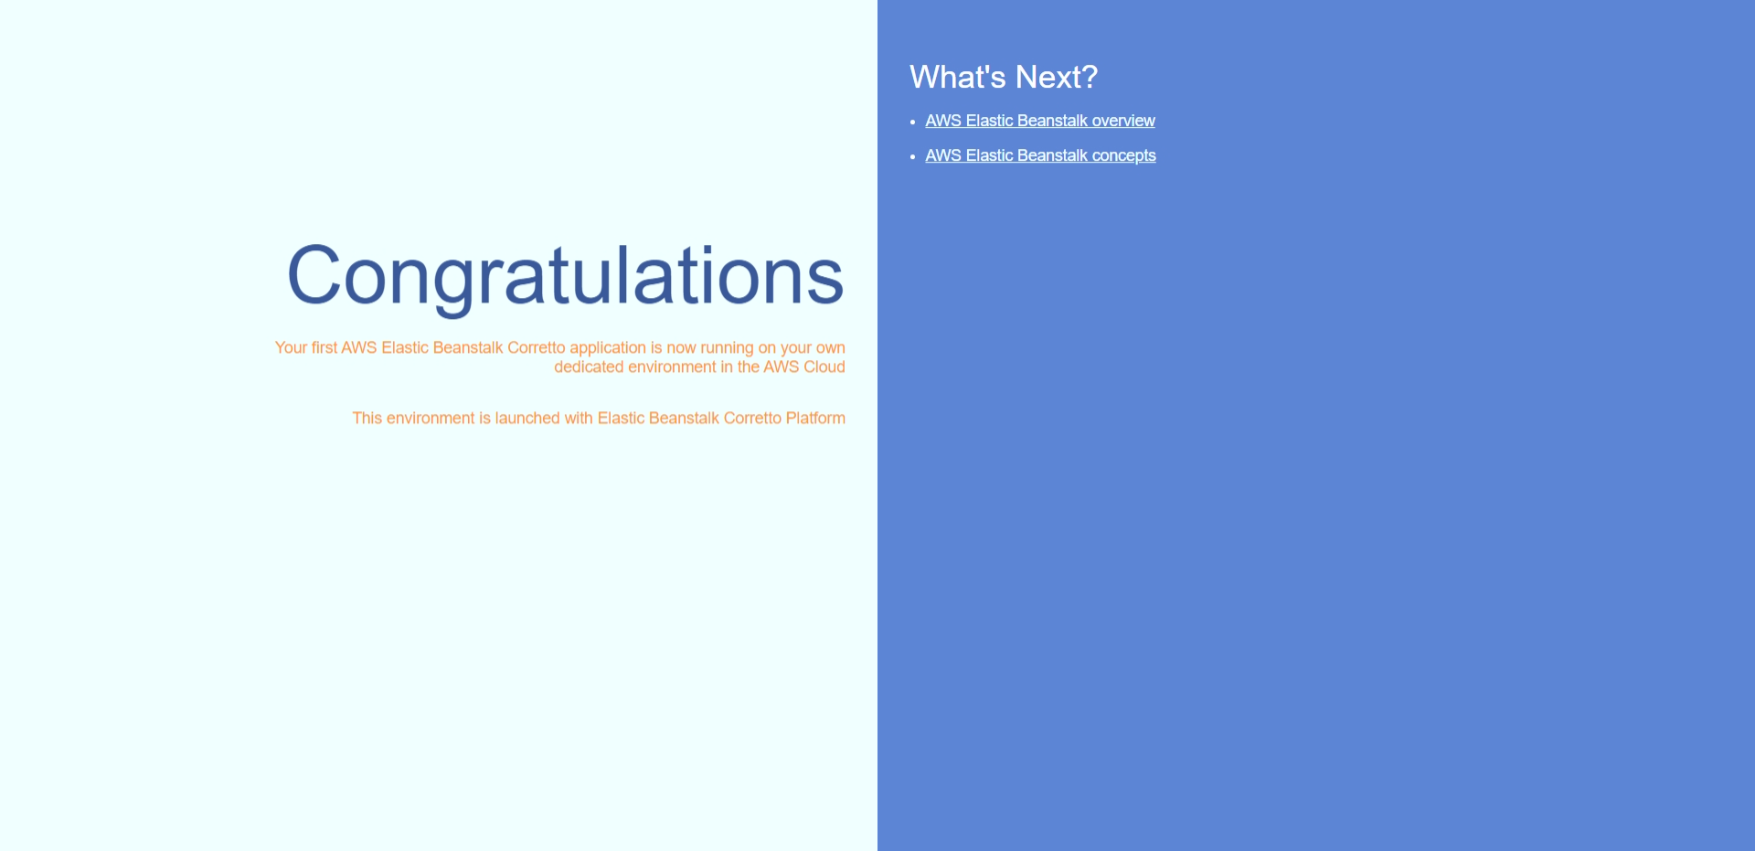 Congratulations
Your first AWS Elastic Beanstalk Corretto application is now running on your own
dedicated environment in the AWS Cloud
This environment is launched with Elastic Beanstalk Corretto Platform
What's Next?
AWS Elastic Beanstalk overview
AWS Elastic Beanstalk concepts